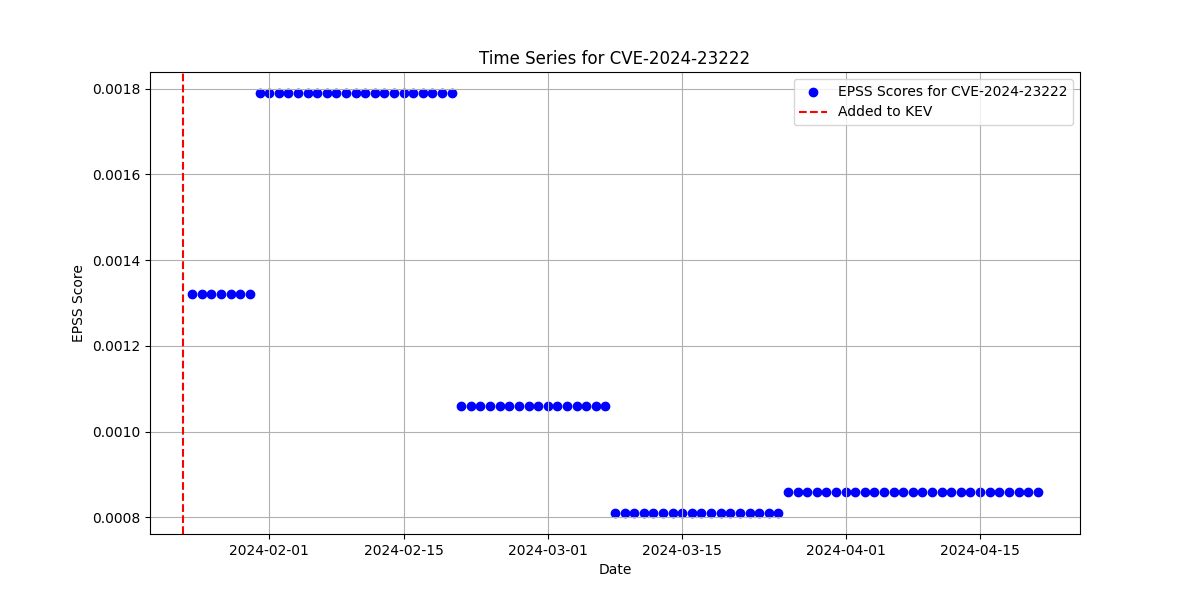 Time Series for CVE-2024-23222
EPSS Scores for CVE-2024-23222
Added to KEV
EPSS Score
0.0018
0.0016
0.0014
0.0012
0.0010
0.0008
2024-02-01
2024-02-15
2024-03-01
2024-03-15
2024-04-01
2024-04-15
Date